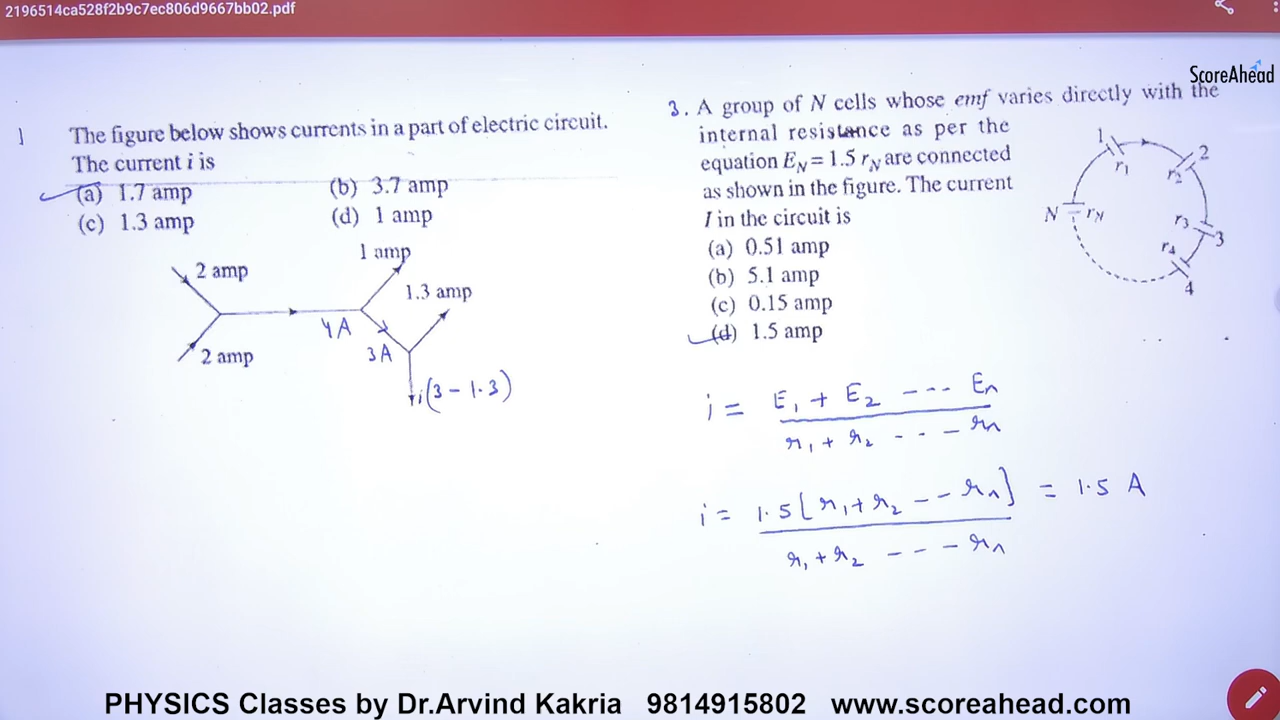 2196514ca528f2b9c7ec806d9667bb02.pdf
ScoreAhead
1 The figure below shows currents in a part of electric circuit.
The current i is
(a) 1.7 amp (b) 3.7 amp
(c) 1.3 amp (d) 1 amp
2 amp
1 amp
1.3 amp
4A
2 amp
3A
i(3 - 1.3)
3. A group of N cells whose emf varies directly with the
internal resistance as per the
equation E_N = 1.5 r_N are connected
as shown in the figure. The current
I in the circuit is
(a) 0.51 amp
(b) 5.1 amp
(c) 0.15 amp
(d) 1.5 amp
1
r1
2
r2
N
rN
r3
3
r4
4
i = E1 + E2 --- En
r1 + r2 --- rn
i = 1.5[r1 + r2 -- rn] = 1.5 A
r1 + r2 --- rn
PHYSICS Classes by Dr.Arvind Kakria 9814915802 www.scoreahead.com